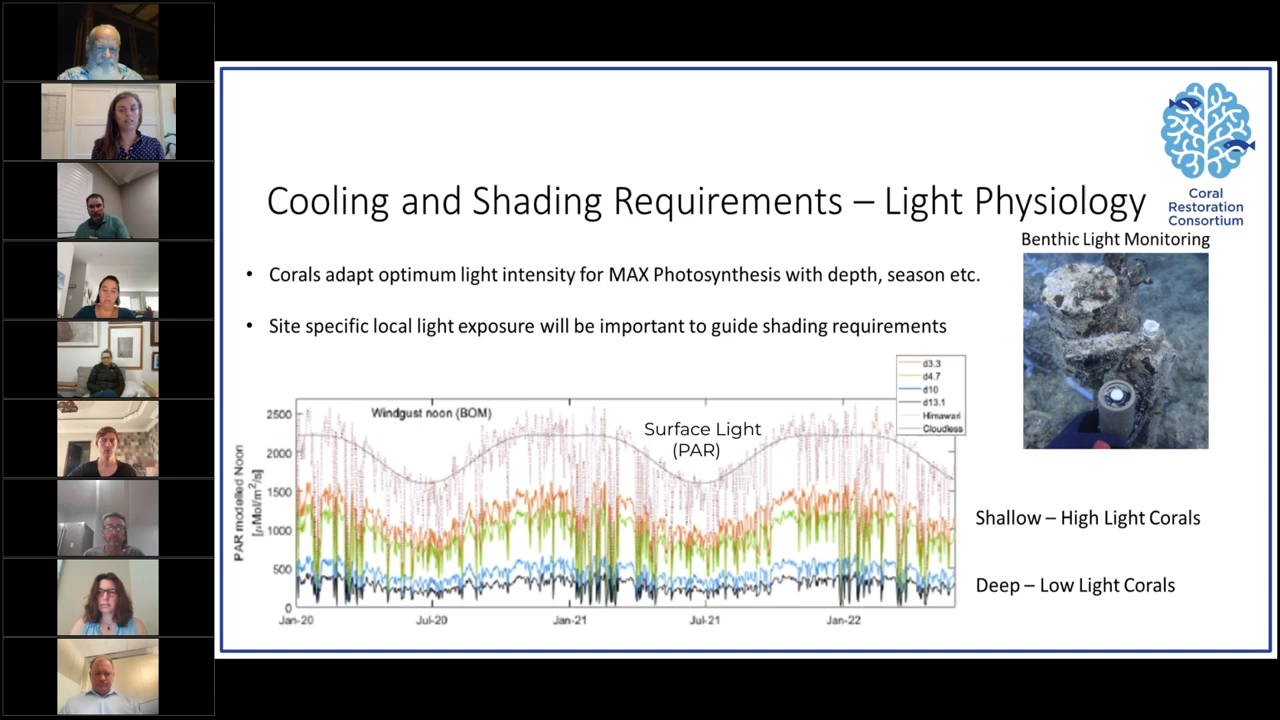 Coral
Restoration
Consortium
Cooling and Shading Requirements – Light Physiology
Benthic Light Monitoring
• Corals adapt optimum light intensity for MAX Photosynthesis with depth, season etc.
• Site specific local light exposure will be important to guide shading requirements
d3.3
d4.7
d10
d13.1
Himawari
Cloudless
Windgust noon (BOM)
Surface Light
(PAR)
PAR modelled Noon
[µMol/m²/s]
2500
2000
1500
1000
500
0
Jan-20
Jul-20
Jan-21
Jul-21
Jan-22
Shallow – High Light Corals
Deep – Low Light Corals